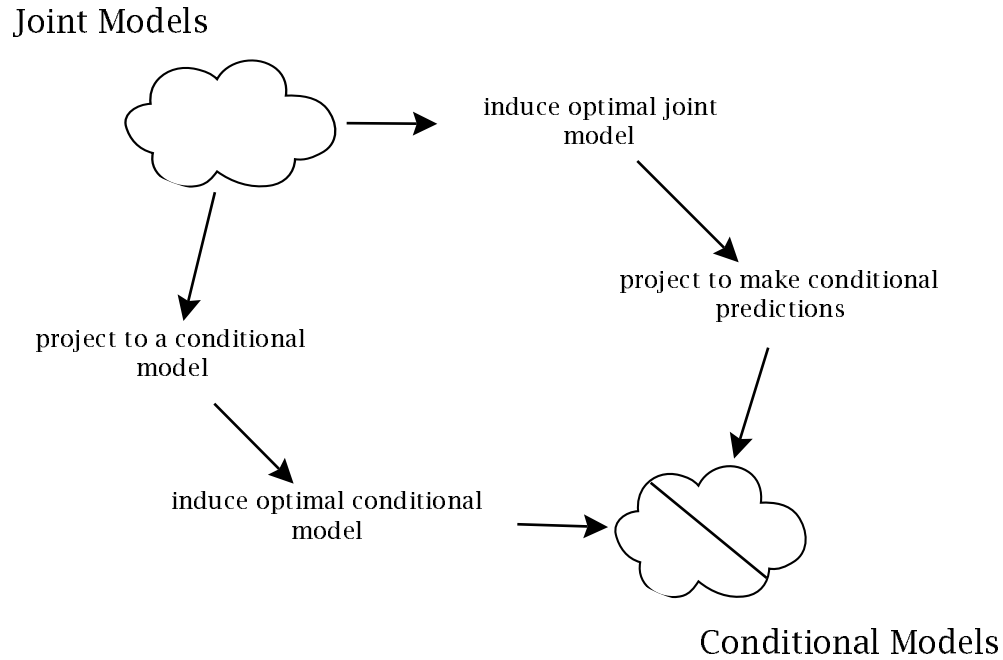 Joint Models
induce optimal joint
model
project to make conditional
predictions
project to a conditional
model
induce optimal conditional
model
Conditional Models